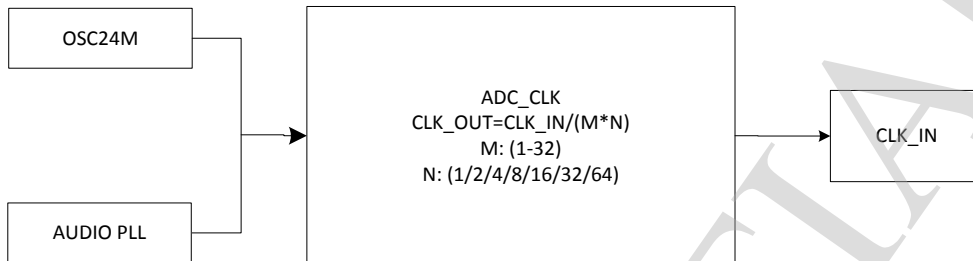 OSC24M
ADC_CLK
CLK_OUT=CLK_IN/(M*N)
M: (1-32)
N: (1/2/4/8/16/32/64)
CLK_IN
AUDIO PLL